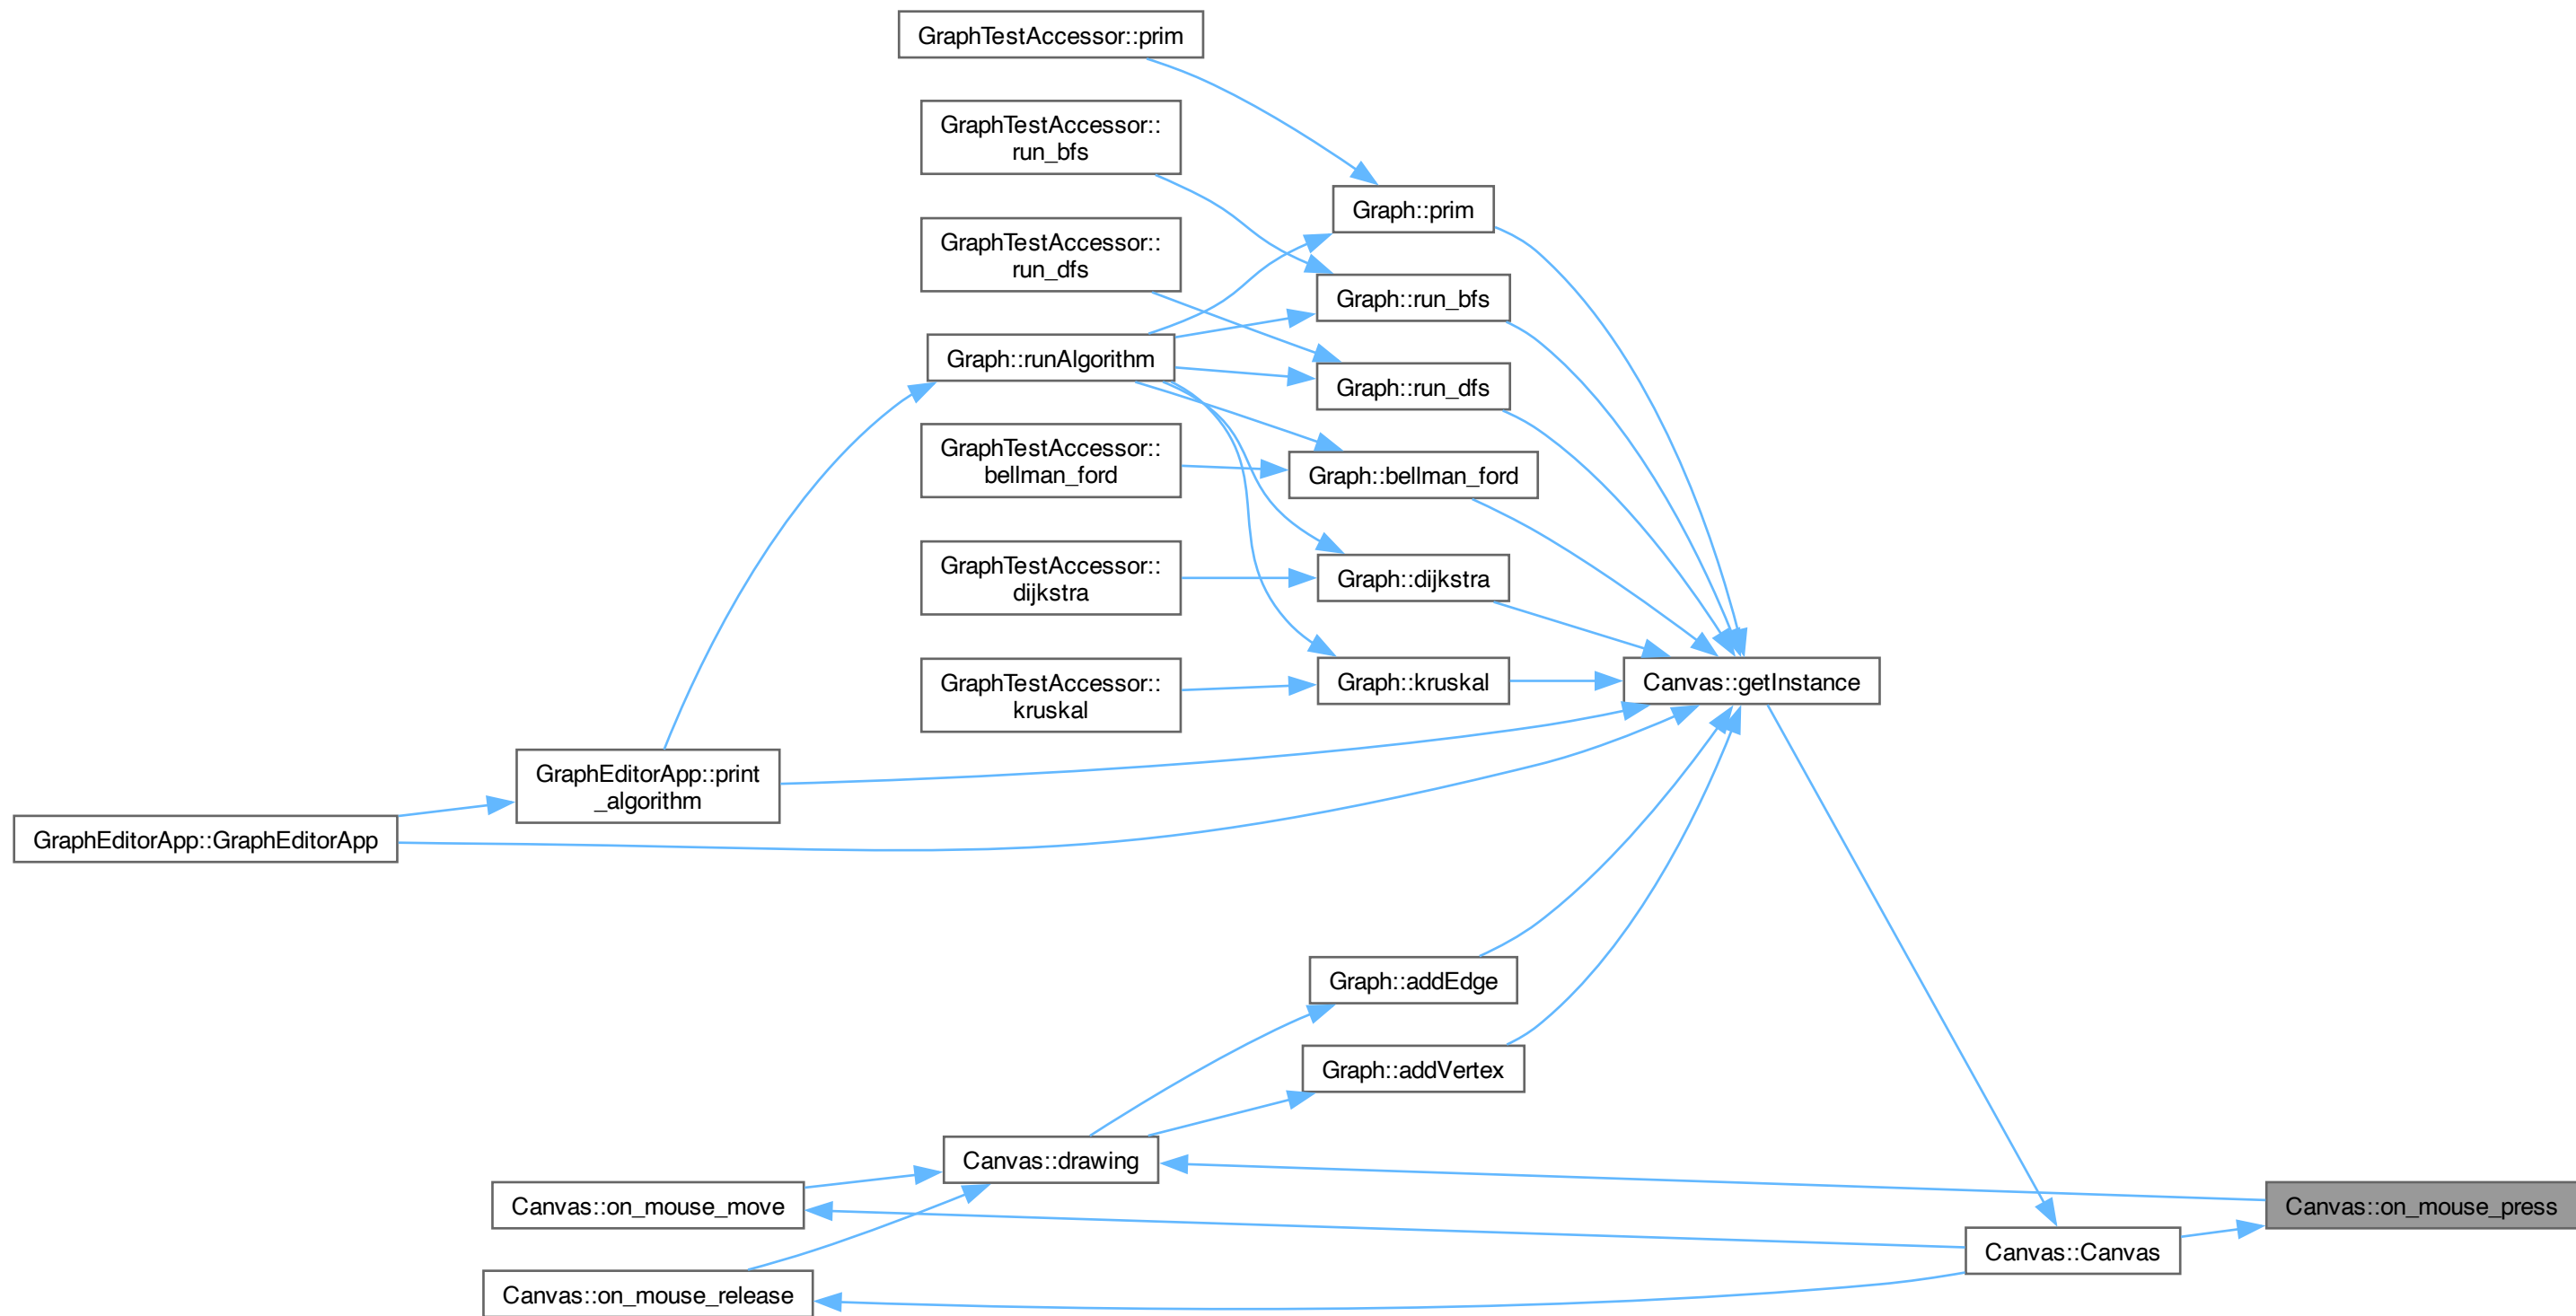 GraphTestAccessor::prim
GraphTestAccessor::
run_bfs
Graph::prim
GraphTestAccessor::
run_dfs
Graph::run_bfs
Graph::runAlgorithm
Graph::run_dfs
GraphTestAccessor::
bellman_ford
Graph::bellman_ford
GraphTestAccessor::
dijkstra
Graph::dijkstra
GraphTestAccessor::
kruskal
Graph::kruskal
Canvas::getInstance
GraphEditorApp::print
_algorithm
GraphEditorApp::GraphEditorApp
Graph::addEdge
Graph::addVertex
Canvas::drawing
Canvas::on_mouse_move
Canvas::on_mouse_press
Canvas::Canvas
Canvas::on_mouse_release